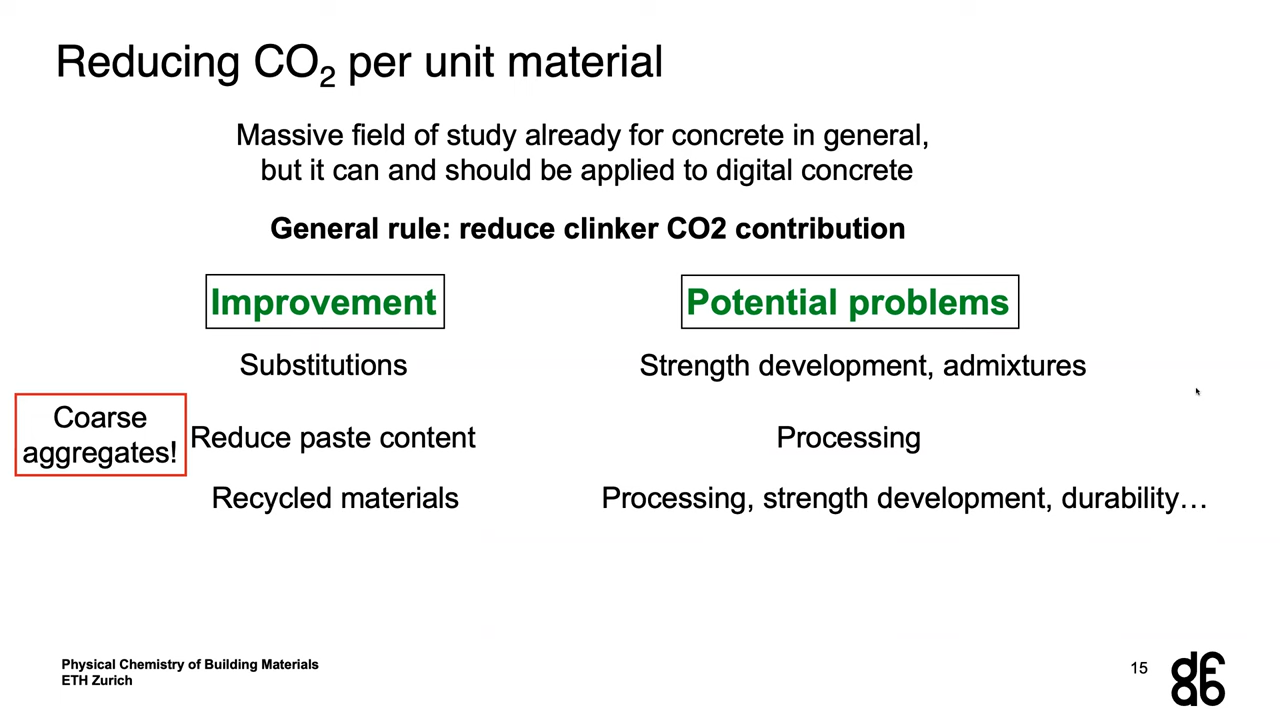 Reducing CO2 per unit material
Massive field of study already for concrete in general,
but it can and should be applied to digital concrete
General rule: reduce clinker CO2 contribution
Improvement
Potential problems
Substitutions
Strength development, admixtures
Coarse
aggregates!
Reduce paste content
Processing
Recycled materials
Processing, strength development, durability…
Physical Chemistry of Building Materials
ETH Zurich
15
dfab